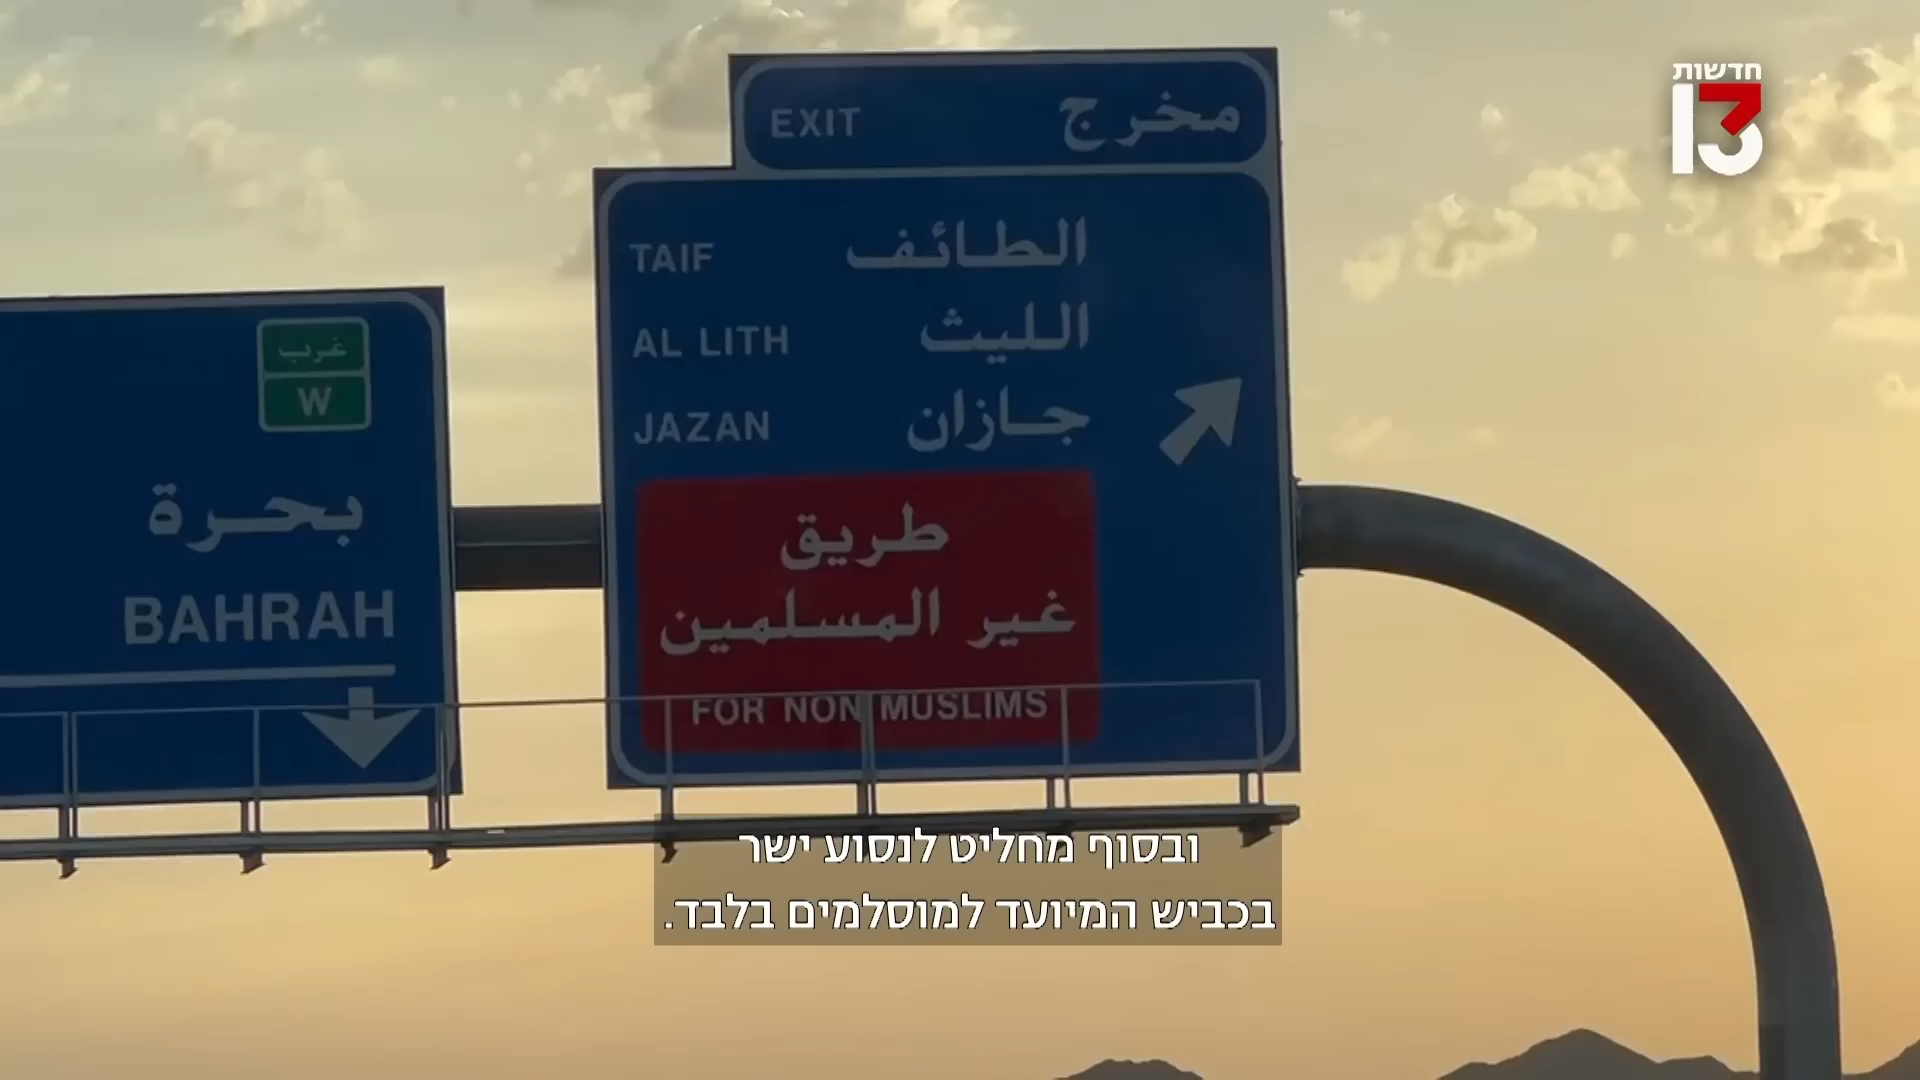 חדשות
13
EXIT مخرج
TAIF الطائف
AL LITH الليث
JAZAN جازان
طريق
غير المسلمين
FOR NON MUSLIMS
غرب
W
بحرة
BAHRAH
ובסוף מחליט לנסוע ישר
בכביש המיועד למוסלמים בלבד.